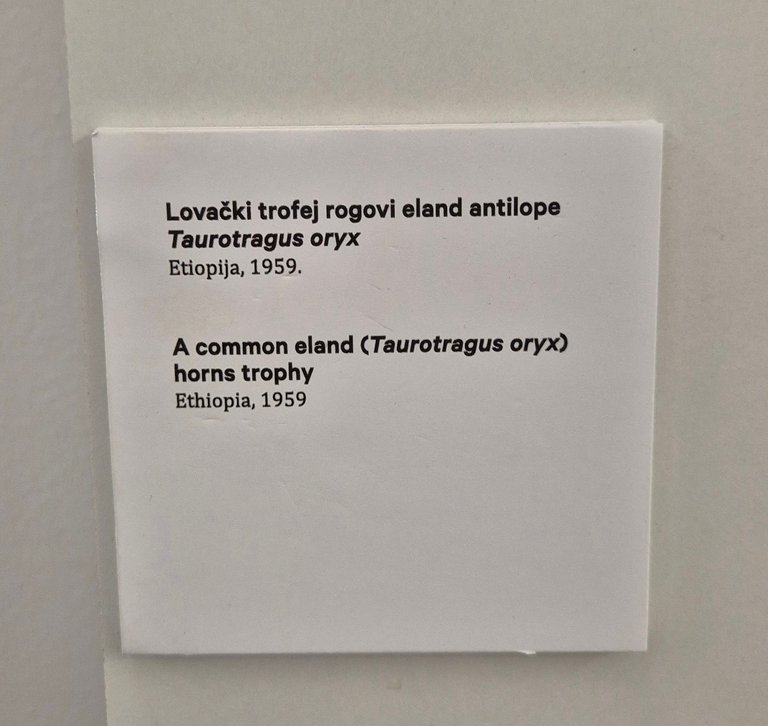 Lovački trofej rogovi eland antilope
Taurotragus oryx
Etiopija, 1959.
A common eland (Taurotragus oryx)
horns trophy
Ethiopia, 1959